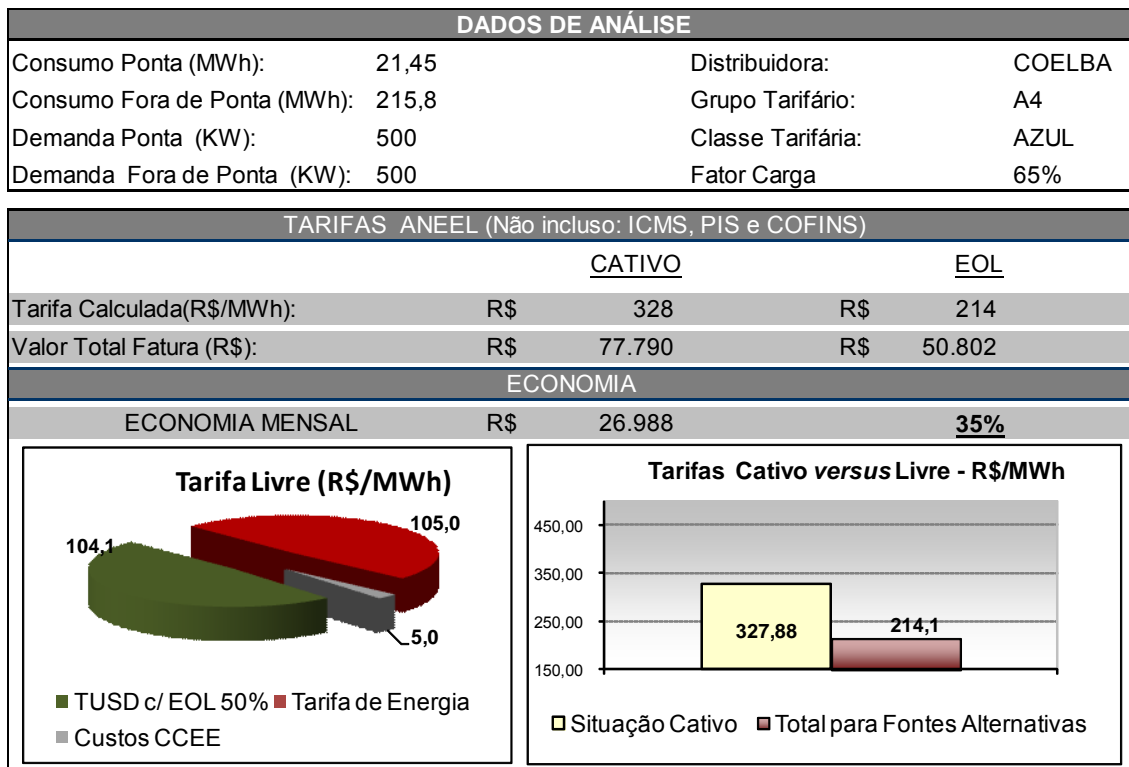 DADOS DE ANÁLISE
Consumo Ponta (MWh): 21,45 Distribuidora: COELBA
Consumo Fora de Ponta (MWh): 215,8 Grupo Tarifário: A4
Demanda Ponta (KW): 500 Classe Tarifária: AZUL
Demanda Fora de Ponta (KW): 500 Fator Carga 65%
TARIFAS ANEEL (Não incluso: ICMS, PIS e COFINS)
CATIVO EOL
Tarifa Calculada(R$/MWh): R$ 328 R$ 214
Valor Total Fatura (R$): R$ 77.790 R$ 50.802
ECONOMIA
ECONOMIA MENSAL R$ 26.988 35%
Tarifa Livre (R$/MWh)
105,0
104,1
5,0
TUSD c/ EOL 50% Tarifa de Energia
Custos CCEE
Tarifas Cativo versus Livre - R$/MWh
450,00
350,00
250,00
150,00
327,88
214,1
Situação Cativo Total para Fontes Alternativas